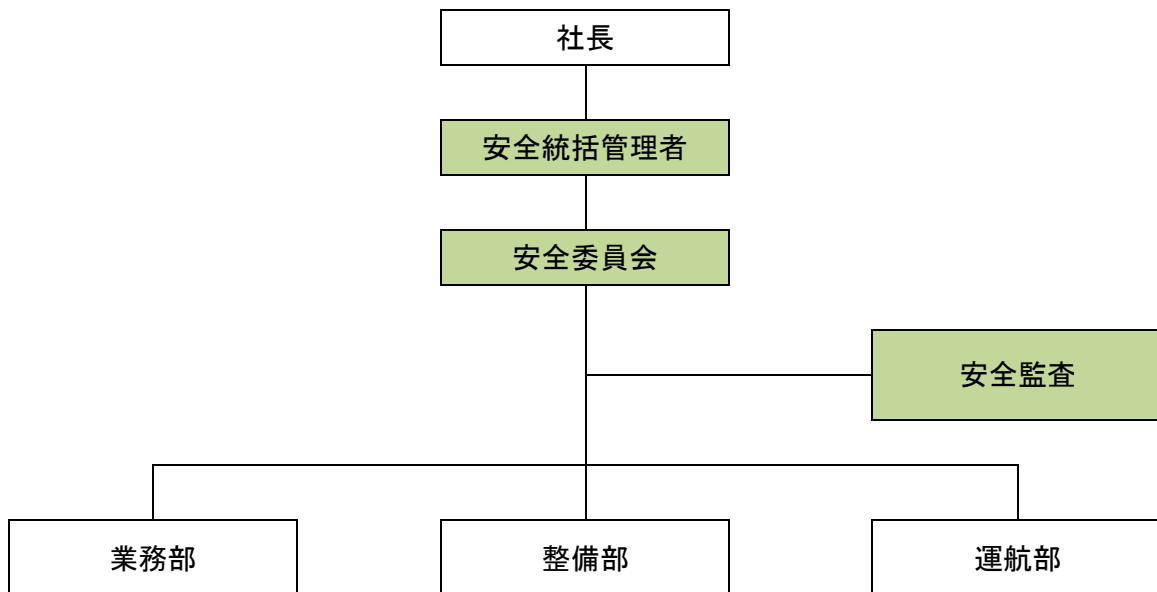 社長
安全統括管理者
安全委員会
安全監査
業務部
整備部
運航部